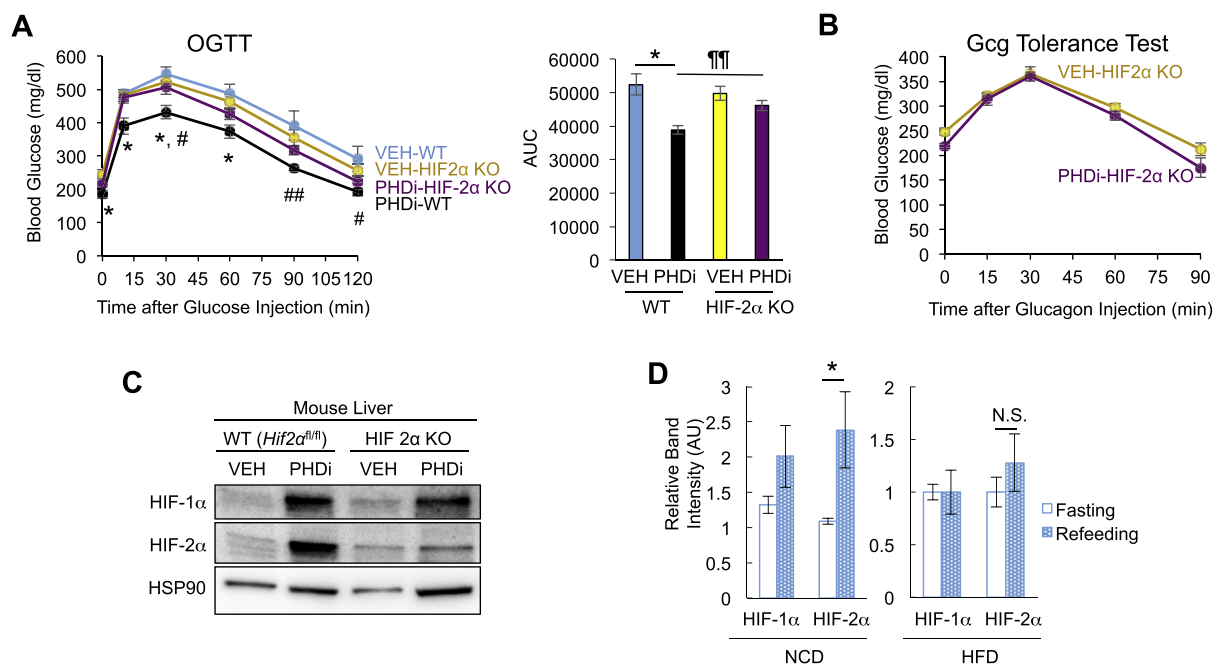 A
OGTT
Blood Glucose (mg/dl)
600
500
400
300
200
100
0
*
*
*, #
*
##
#
VEH-WT
VEH-HIF2α KO
PHDi-HIF-2α KO
PHDi-WT
0 15 30 45 60 75 90 105 120
Time after Glucose Injection (min)
AUC
70000
60000
50000
40000
30000
20000
10000
0
* ¶¶
VEH PHDi VEH PHDi
WT HIF-2α KO
B
Gcg Tolerance Test
Blood Glucose (mg/dl)
400
350
300
250
200
150
100
50
0
VEH-HIF2α KO
PHDi-HIF-2α KO
0 15 30 45 60 75 90
Time after Glucagon Injection (min)
C
Mouse Liver
WT (Hif2αfl/fl) HIF 2α KO
VEH PHDi VEH PHDi
HIF-1α
HIF-2α
HSP90
D
Relative Band
Intensity (AU)
3
2.5
2
1.5
1
0.5
0
*
HIF-1α HIF-2α
NCD
2
1.5
1
0.5
0
N.S.
HIF-1α HIF-2α
HFD
Fasting
Refeeding